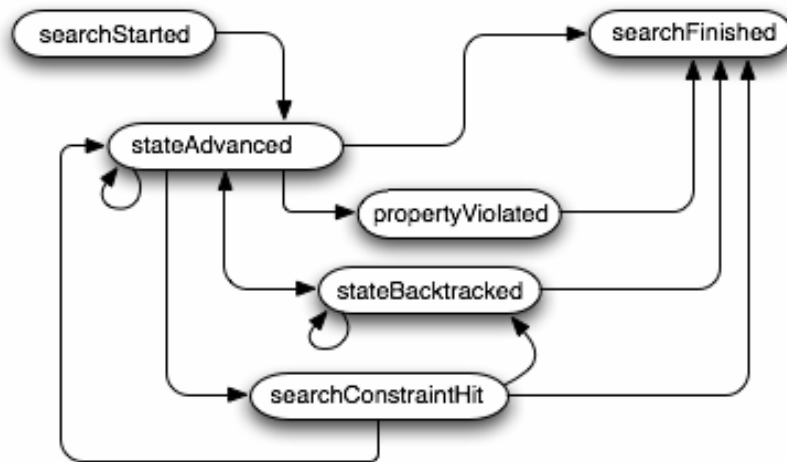 searchStarted
searchFinished
stateAdvanced
propertyViolated
stateBacktracked
searchConstraintHit